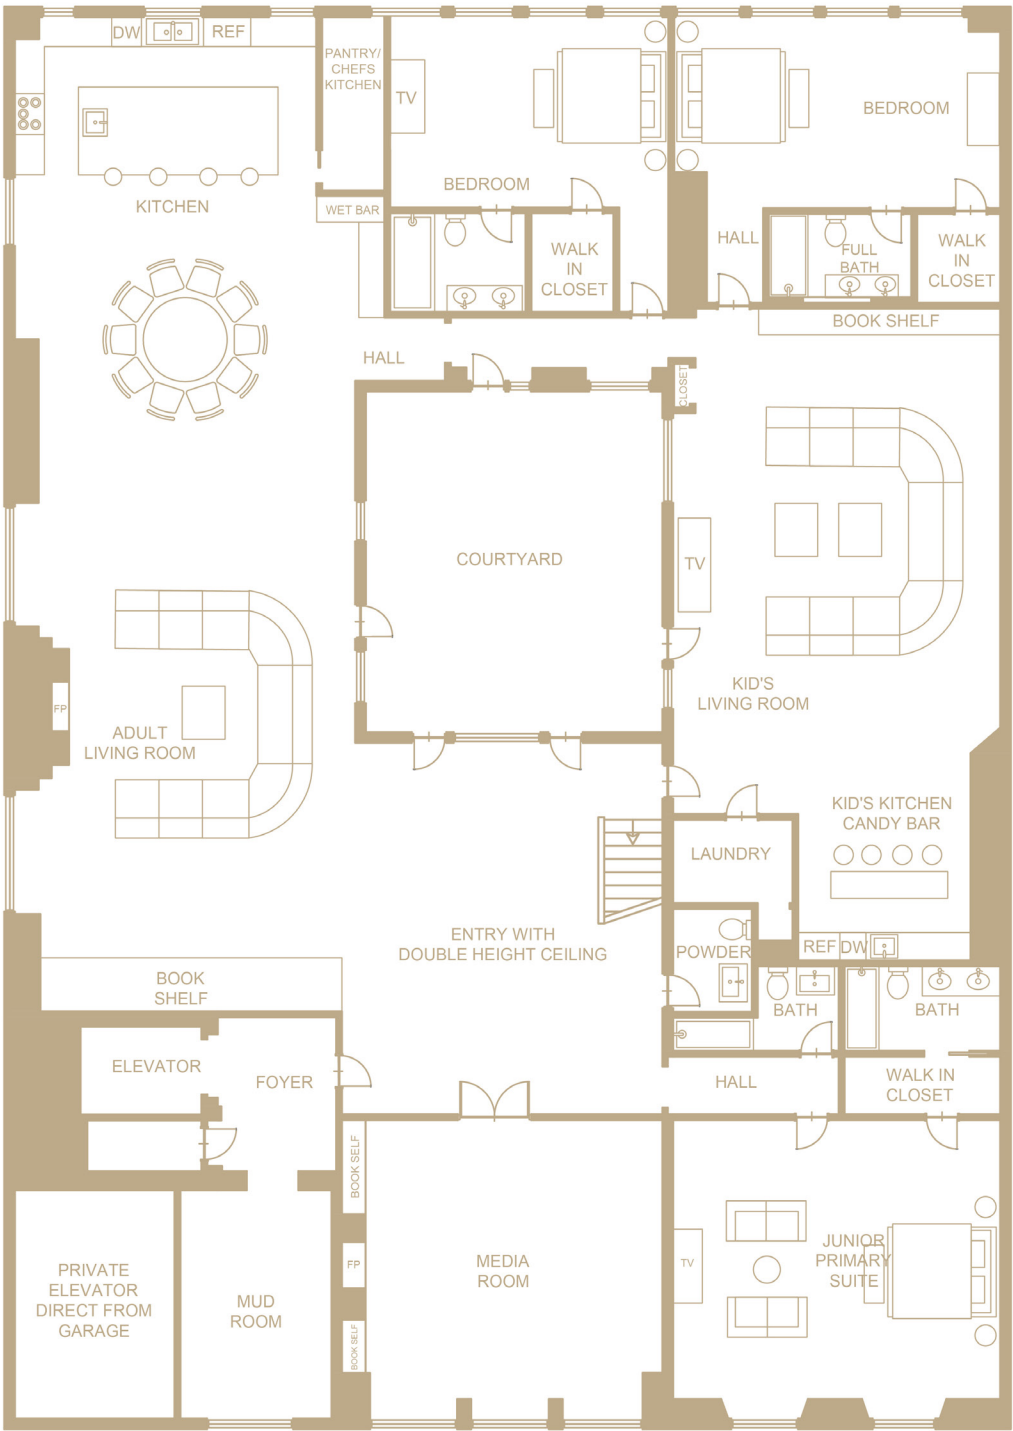 DW
REF
PANTRY/
CHEFS
KITCHEN
TV
BEDROOM
BEDROOM
KITCHEN
WET BAR
WALK
IN
CLOSET
HALL
FULL
BATH
WALK
IN
CLOSET
BOOK SHELF
HALL
CLOSET
COURTYARD
TV
KID'S
LIVING ROOM
FP
ADULT
LIVING ROOM
KID'S KITCHEN
CANDY BAR
LAUNDRY
ENTRY WITH
DOUBLE HEIGHT CEILING
POWDER
REF
DW
BOOK
SHELF
BATH
BATH
ELEVATOR
FOYER
HALL
WALK IN
CLOSET
BOOK SELF
FP
BOOK SELF
MEDIA
ROOM
TV
JUNIOR
PRIMARY
SUITE
PRIVATE
ELEVATOR
DIRECT FROM
GARAGE
MUD
ROOM